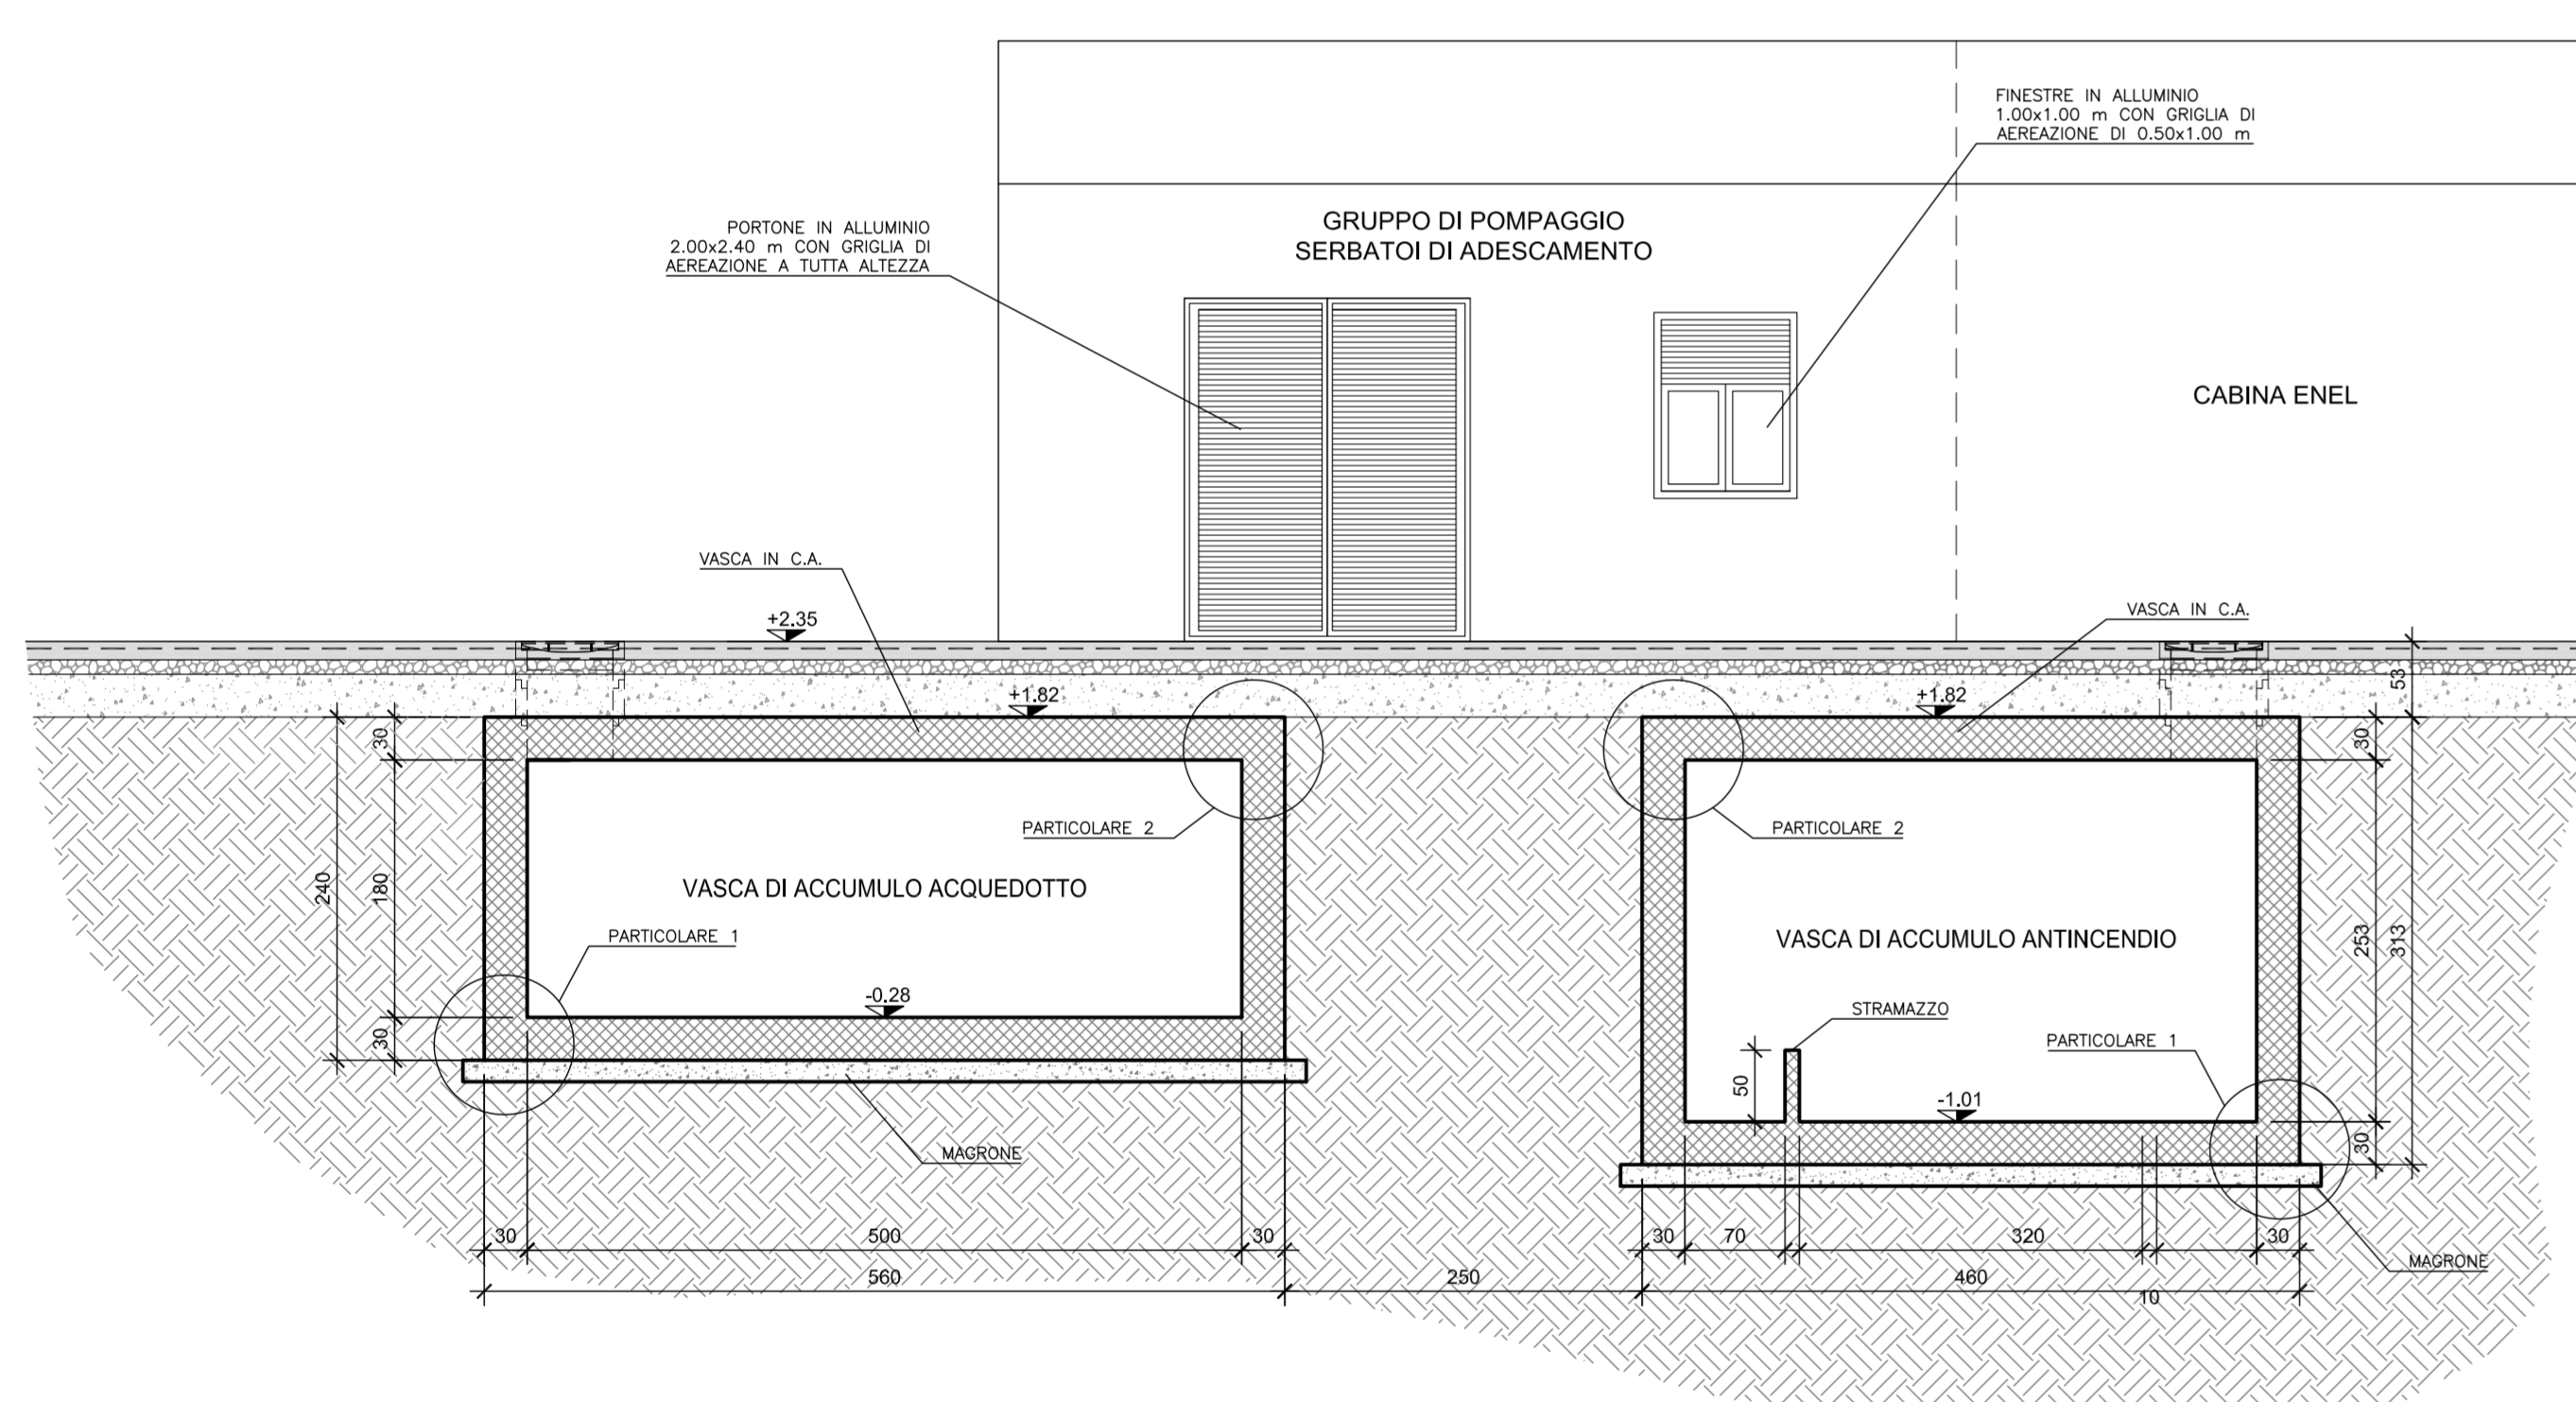 FINESTRE IN ALLUMINIO
1.00x1.00 m CON GRIGLIA DI
AEREAZIONE DI 0.50x1.00 m
GRUPPO DI POMPAGGIO
SERBATOI DI ADESCAMENTO
PORTONE IN ALLUMINIO
2.00x2.40 m CON GRIGLIA DI
AEREAZIONE A TUTTA ALTEZZA
CABINA ENEL
VASCA IN C.A.
VASCA IN C.A.
+2.35
53
+1.82
+1.82
30
30
PARTICOLARE 2
PARTICOLARE 2
240
180
VASCA DI ACCUMULO ACQUEDOTTO
PARTICOLARE 1
VASCA DI ACCUMULO ANTINCENDIO
253
313
-0.28
STRAMAZZO
30
PARTICOLARE 1
50
-1.01
30
MAGRONE
30
500
30
30
70
320
30
MAGRONE
560
250
460
10